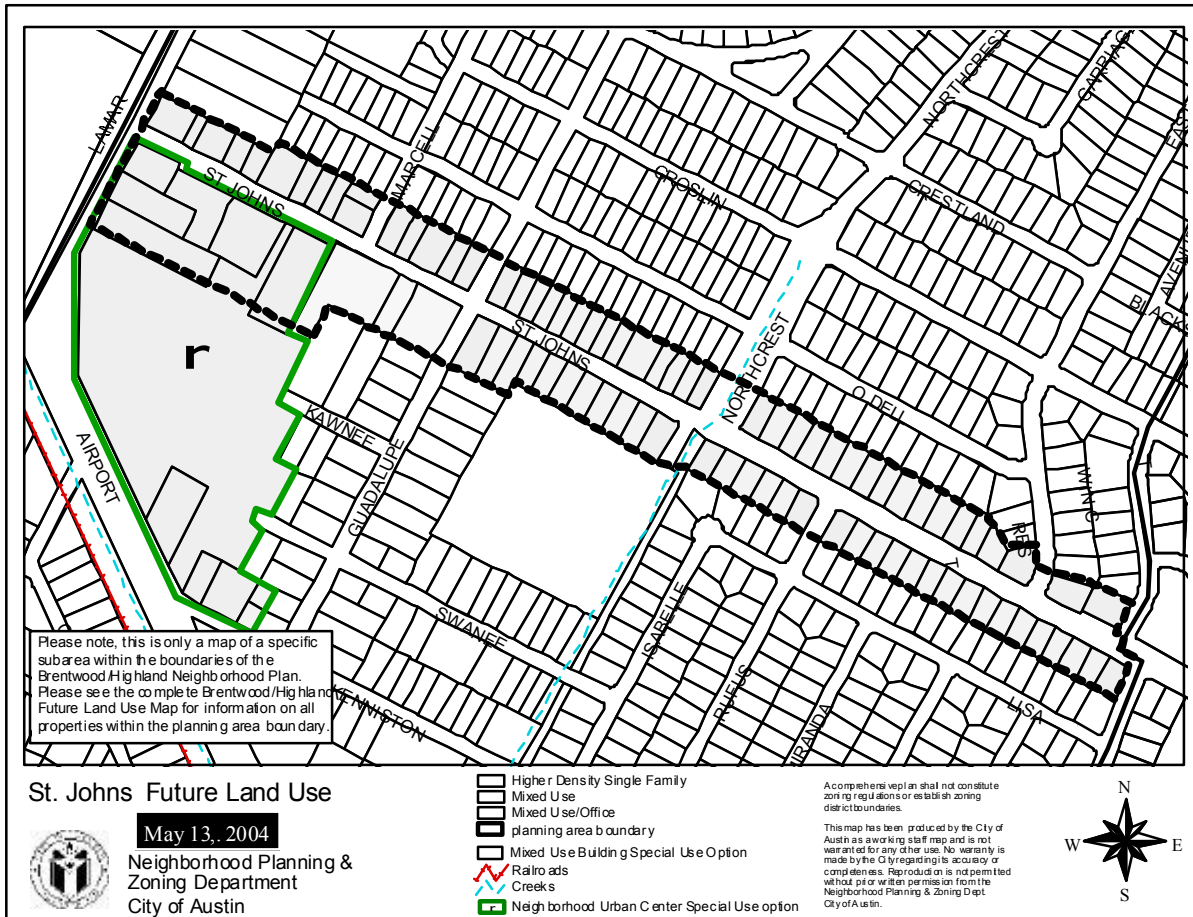 LAMAR
ST JOHNS
MARCELL
CROSLIN
NORTHCREST
CARRIAG
EAST
CRESTLAND
AVENUE
BLACKS
r
ST JOHNS
NORTHCREST
O DELL
WIN C
RES
T
T
KAWNEE
GUADALUPE
AIRPORT
SWANEE
ISABELLE
RUFUS
MIRANDA
LISA
KENNISTON
Please note, this is only a map of a specific
subarea within the boundaries of the
Brentwood/Highland Neighborhood Plan.
Please see the complete Brentwood/Highland
Future Land Use Map for information on all
properties within the planning area boundary.
St. Johns Future Land Use
May 13,. 2004
Neighborhood Planning &
Zoning Department
City of Austin
Higher Density Single Family
Mixed Use
Mixed Use/Office
planning area boundary
Mixed Use Building Special Use Option
Railroads
Creeks
r Neighborhood Urban Center Special Use option
A comprehensive plan shall not constitute
zoning regulations or establish zoning
district boundaries.
This map has been produced by the City of
Austin as a working staff map and is not
warranted for any other use. No warranty is
made by the City regarding its accuracy or
completeness. Reproduction is not permitted
without prior written permission from the
Neighborhood Planning & Zoning Dept.
City of Austin.
N
W E
S